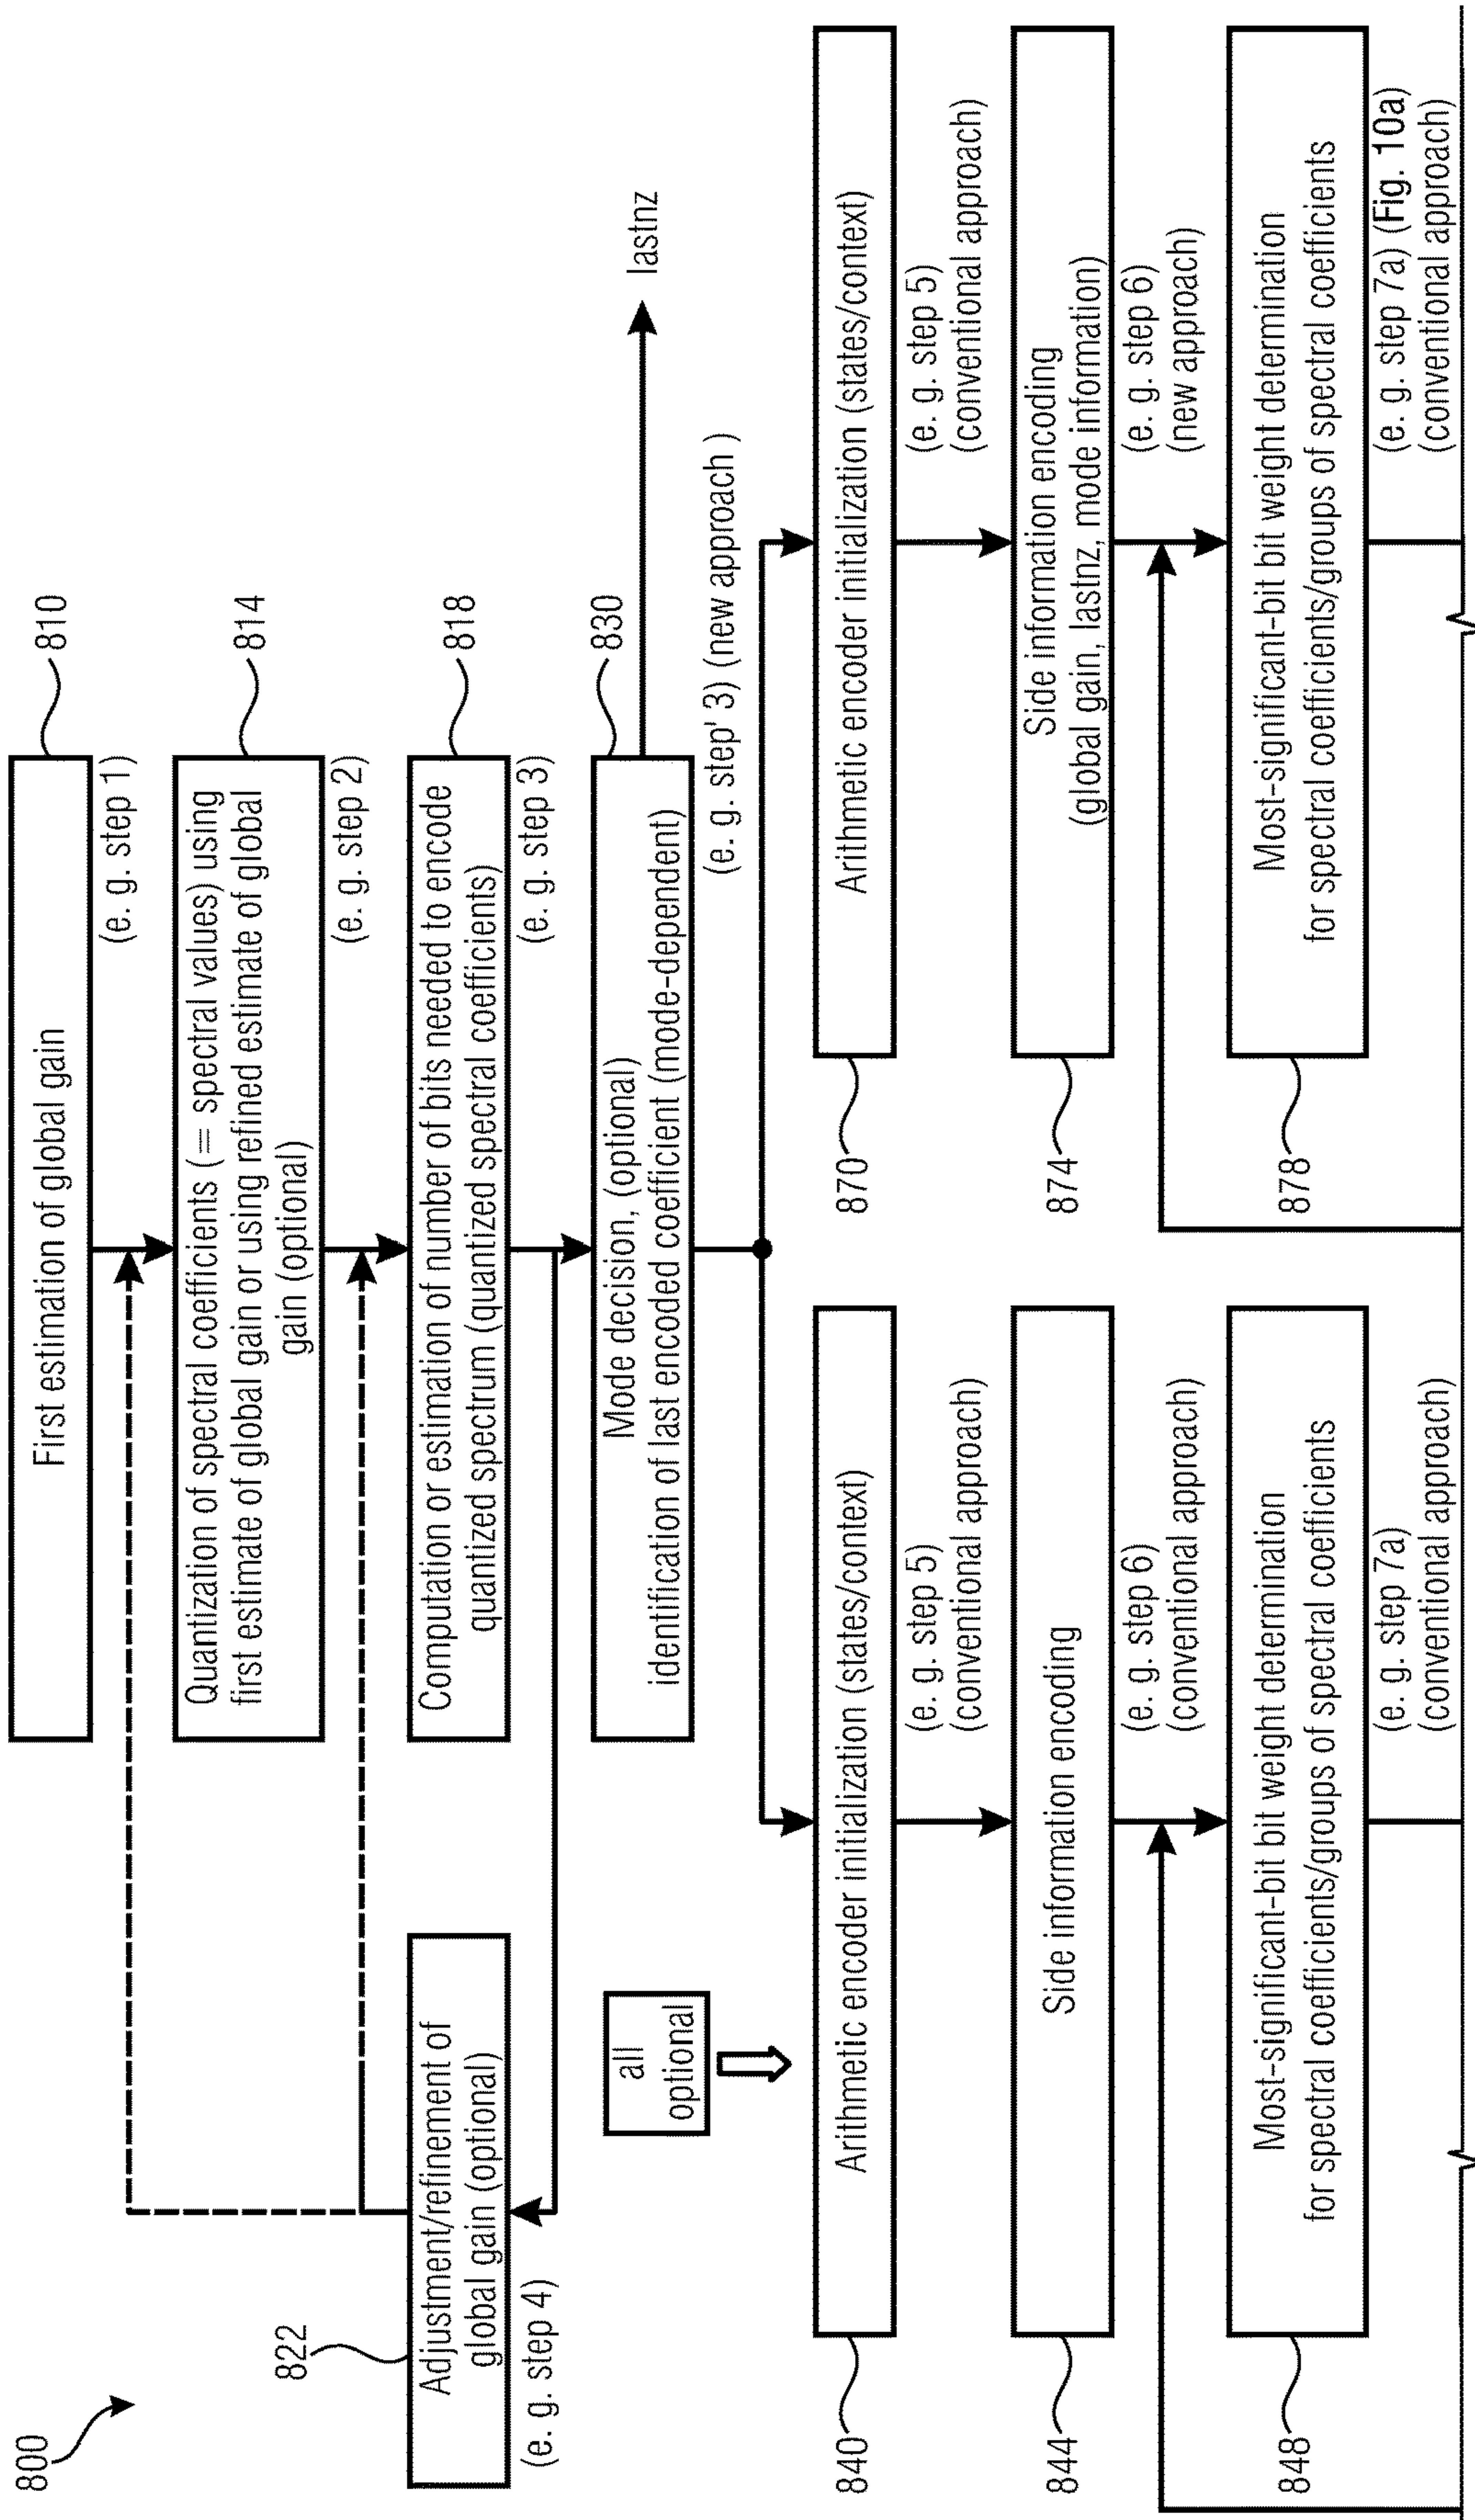 800
First estimation of global gain
810
(e. g. step 1)
Quantization of spectral coefficients (= spectral values) using
first estimate of global gain or using refined estimate of global
gain (optional)
814
(e. g. step 2)
822
Adjustment/refinement of
global gain (optional)
(e. g. step 4)
Computation or estimation of number of bits needed to encode
quantized spectrum (quantized spectral coefficients)
818
(e. g. step 3)
Mode decision, (optional)
identification of last encoded coefficient (mode-dependent)
830
lastnz
(e. g. step' 3) (new approach )
all
optional
840
Arithmetic encoder initialization (states/context)
(e. g. step 5)
(conventional approach)
844
Side information encoding
(e. g. step 6)
(conventional approach)
848
Most-significant-bit bit weight determination
for spectral coefficients/groups of spectral coefficients
(e. g. step 7a)
(conventional approach)
870
Arithmetic encoder initialization (states/context)
(e. g. step 5)
(conventional approach)
874
Side information encoding
(global gain, lastnz, mode information)
(e. g. step 6)
(new approach)
878
Most-significant-bit bit weight determination
for spectral coefficients/groups of spectral coefficients
(e. g. step 7a) (Fig. 10a)
(conventional approach)